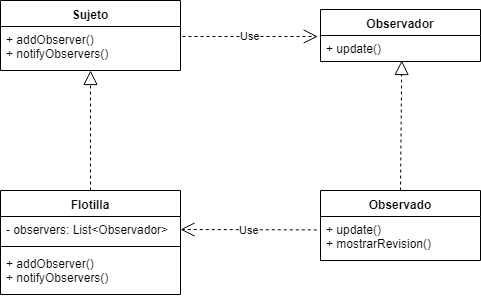 Sujeto
+ addObserver()
+ notifyObservers()
Use
Observador
+ update()
Flotilla
- observers: List<Observador>
+ addObserver()
+ notifyObservers()
Use
Observado
+ update()
+ mostrarRevision()